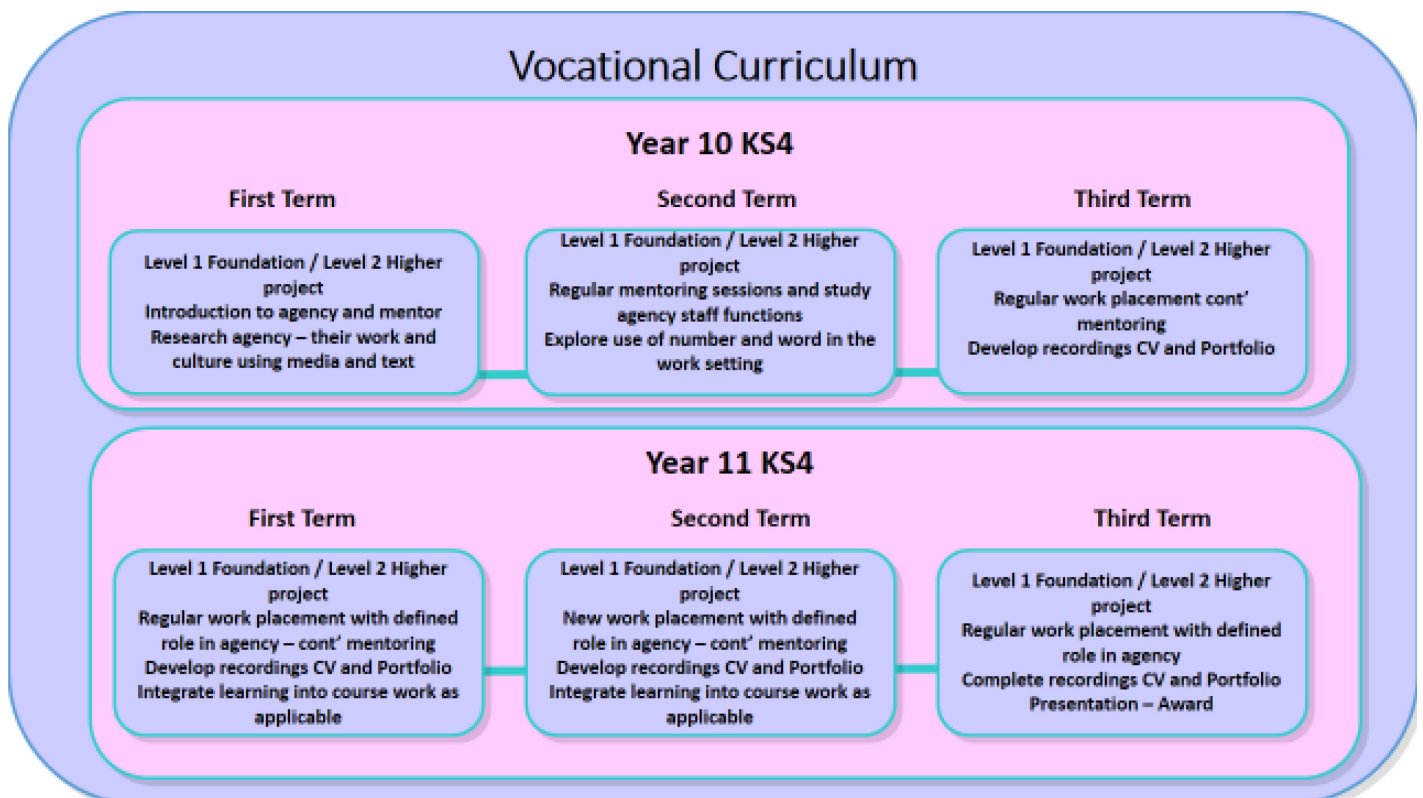 Vocational Curriculum
Year 10 KS4
First Term
Second Term
Third Term
Level 1 Foundation / Level 2 Higher
project
Introduction to agency and mentor
Research agency – their work and
culture using media and text
Level 1 Foundation / Level 2 Higher
project
Regular mentoring sessions and study
agency staff functions
Explore use of number and word in the
work setting
Level 1 Foundation / Level 2 Higher
project
Regular work placement cont’
mentoring
Develop recordings CV and Portfolio
Year 11 KS4
First Term
Second Term
Third Term
Level 1 Foundation / Level 2 Higher
project
Regular work placement with defined
role in agency – cont’ mentoring
Develop recordings CV and Portfolio
Integrate learning into course work as
applicable
Level 1 Foundation / Level 2 Higher
project
New work placement with defined
role in agency – cont’ mentoring
Develop recordings CV and Portfolio
Integrate learning into course work as
applicable
Level 1 Foundation / Level 2 Higher
project
Regular work placement with defined
role in agency
Complete recordings CV and Portfolio
Presentation – Award